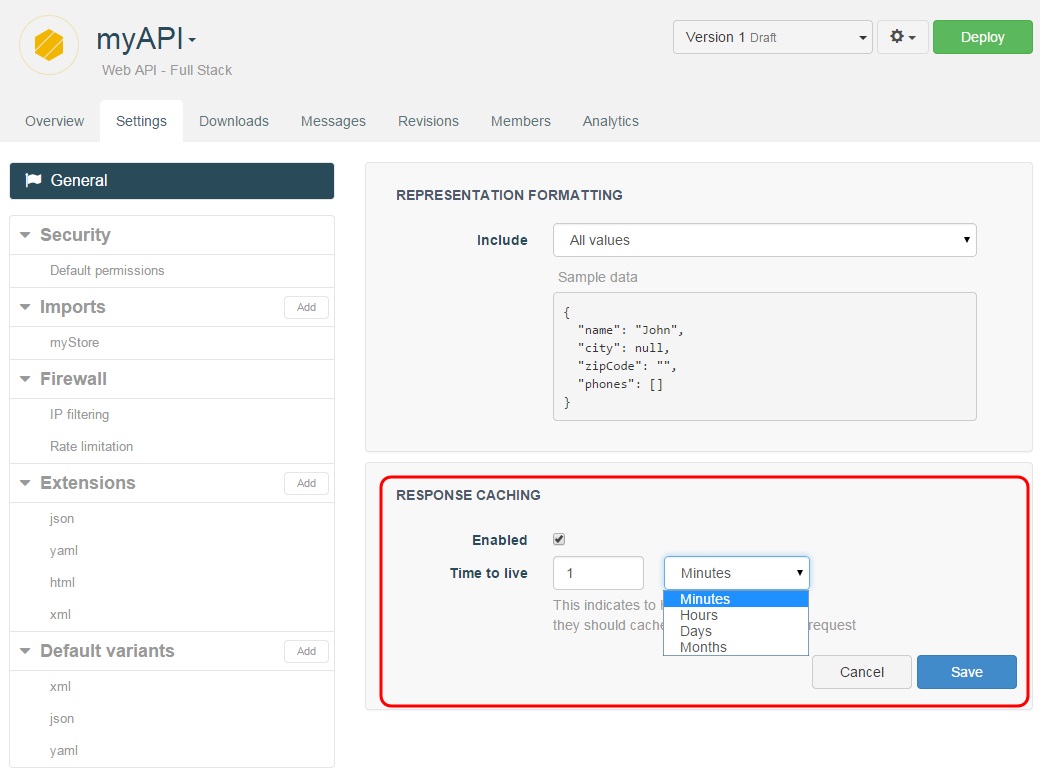 myAPI
Web API - Full Stack
Version 1 Draft
Deploy
Overview Settings Downloads Messages Revisions Members Analytics
General
Security
Default permissions
Imports Add
myStore
Firewall
IP filtering
Rate limitation
Extensions Add
json
yaml
html
xml
Default variants Add
xml
json
yaml
REPRESENTATION FORMATTING
Include All values
Sample data
{
"name": "John",
"city": null,
"zipCode": "",
"phones": []
}
RESPONSE CACHING
Enabled
Time to live 1 Minutes
Minutes
Hours
Days
Months
This indicates to
they should cache request
Cancel Save